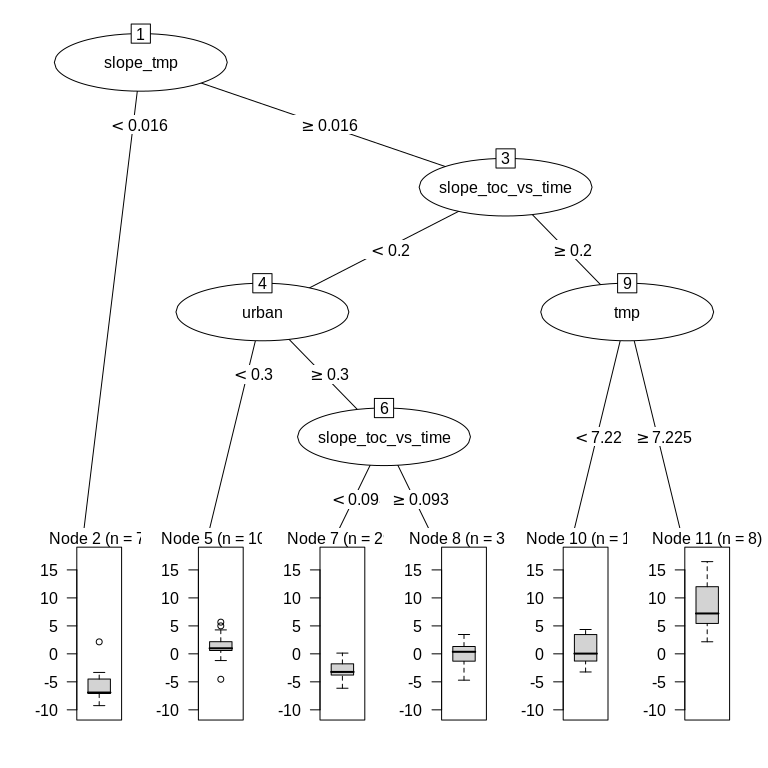 1
slope_tmp
< 0.016
≥ 0.016
3
slope_toc_vs_time
< 0.2
≥ 0.2
4
urban
9
tmp
< 0.3
≥ 0.3
6
slope_toc_vs_time
< 7.22
≥ 7.225
< 0.09
≥ 0.093
Node 2 (n = 7
Node 5 (n = 10
Node 7 (n = 2
Node 8 (n = 3
Node 10 (n = 1
Node 11 (n = 8)
15 15 15 15 15 15
10 10 10 10 10 10
5 5 5 5 5 5
0 0 0 0 0 0
-5 -5 -5 -5 -5 -5
-10 -10 -10 -10 -10 -10